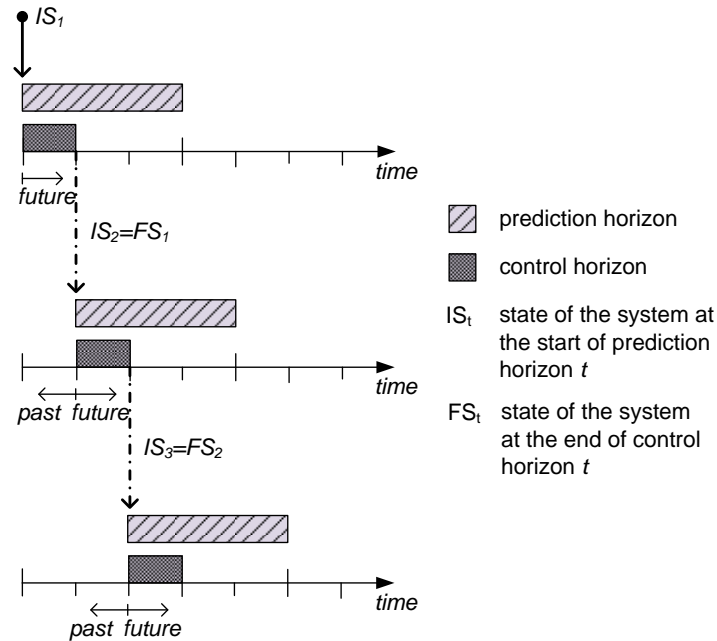 IS1
time
future
IS2=FS1
time
past future
IS3=FS2
time
past future
prediction horizon
control horizon
ISt state of the system at
the start of prediction
horizon t
FSt state of the system
at the end of control
horizon t